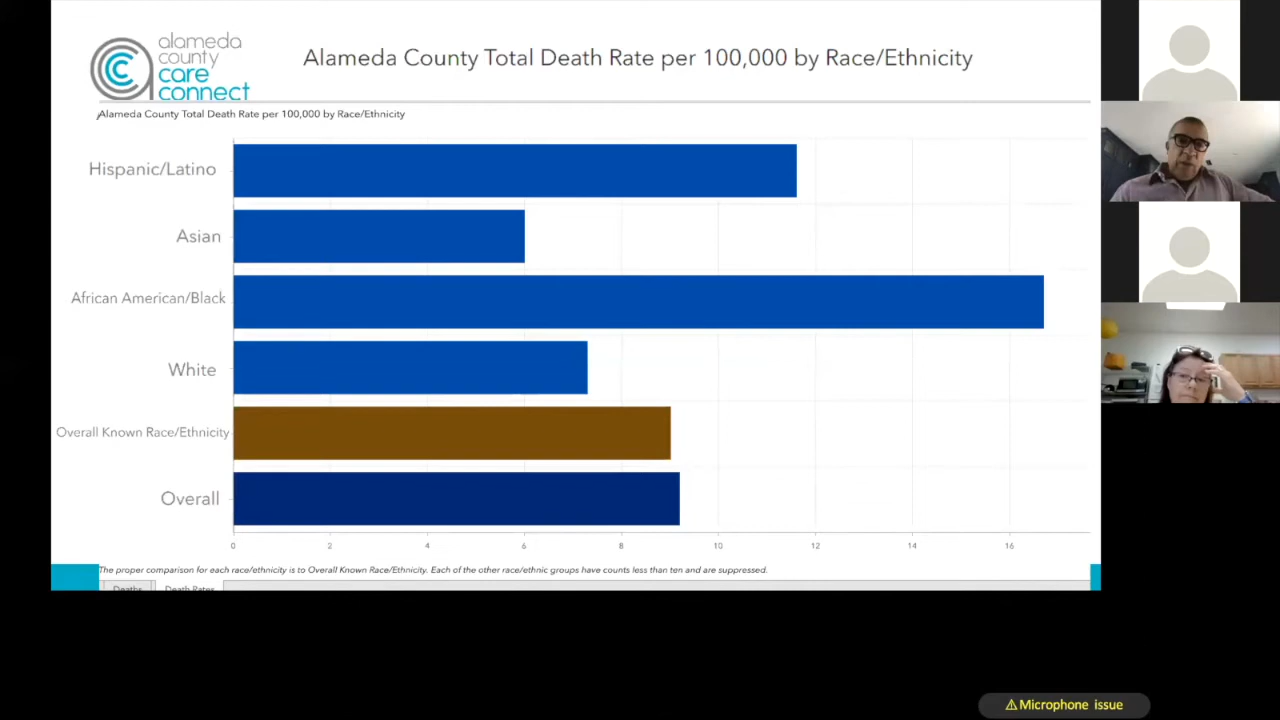 alameda
county
care
connect
Alameda County Total Death Rate per 100,000 by Race/Ethnicity
Alameda County Total Death Rate per 100,000 by Race/Ethnicity
Hispanic/Latino
Asian
African American/Black
White
Overall Known Race/Ethnicity
Overall
0 2 4 6 8 10 12 14 16
The proper comparison for each race/ethnicity is to Overall Known Race/Ethnicity. Each of the other race/ethnic groups have counts less than ten and are suppressed.
Deaths Death Rates
⚠Microphone issue